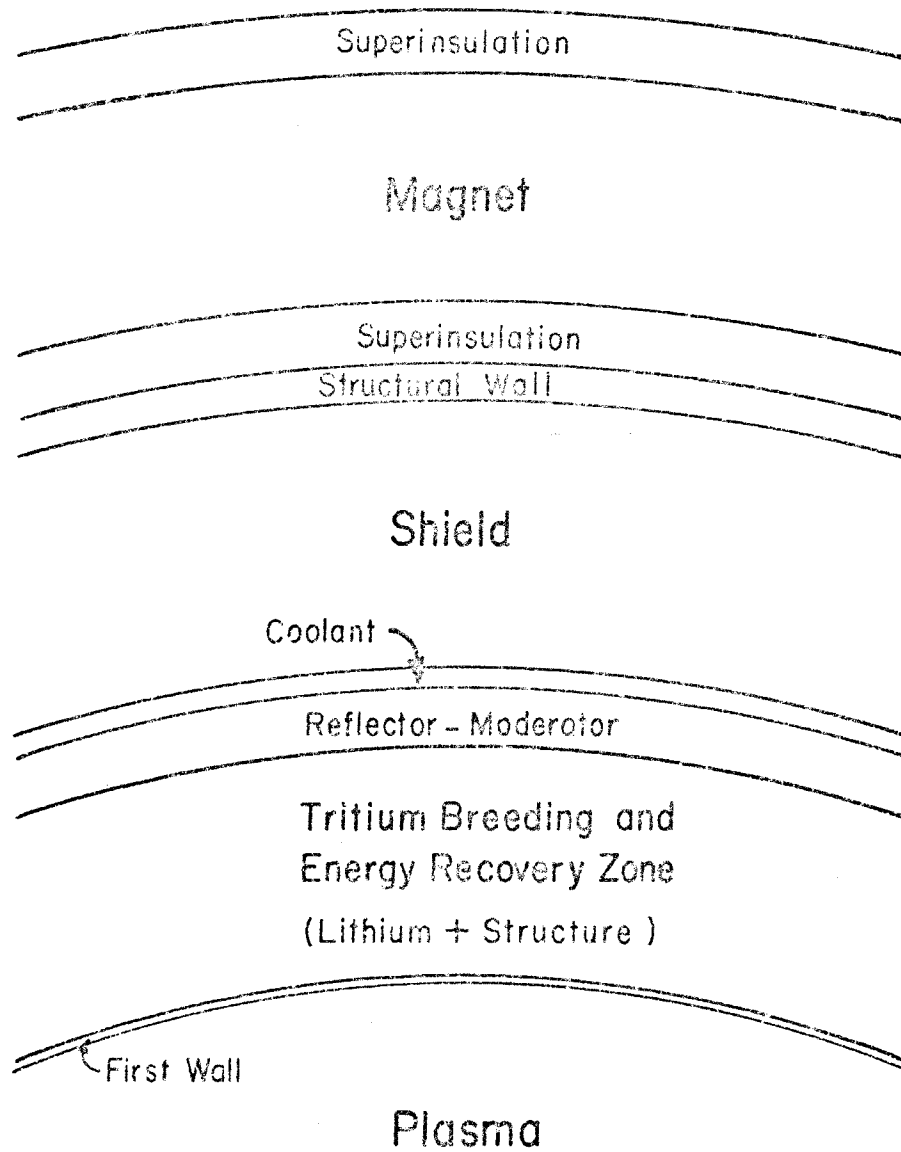 Superinsulation
Magnet
Superinsulation
Structural Wall
Shield
Coolant
Reflector - Moderator
Tritium Breeding and
Energy Recovery Zone
(Lithium + Structure)
First Wall
Plasma